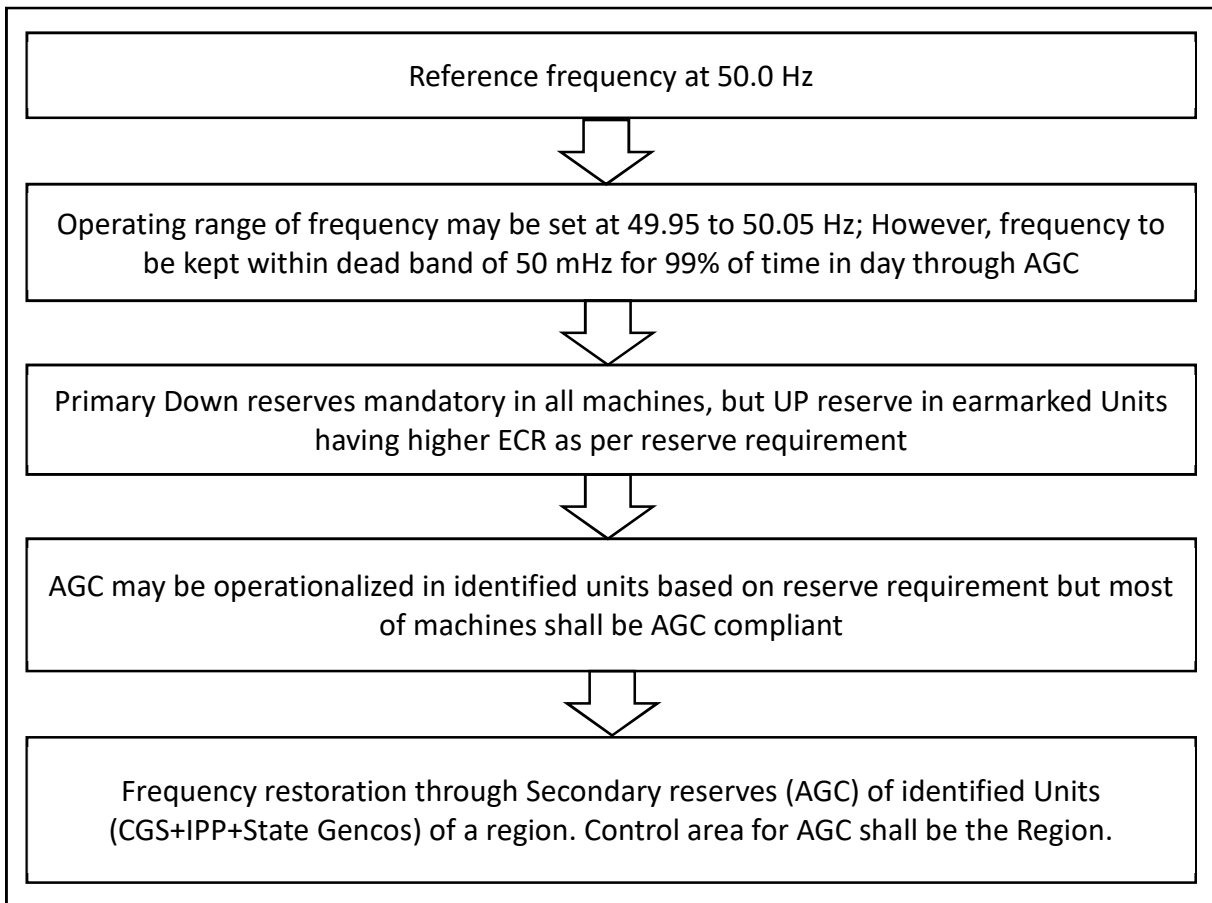 Reference frequency at 50.0 Hz
Operating range of frequency may be set at 49.95 to 50.05 Hz; However, frequency to
be kept within dead band of 50 mHz for 99% of time in day through AGC
Primary Down reserves mandatory in all machines, but UP reserve in earmarked Units
having higher ECR as per reserve requirement
AGC may be operationalized in identified units based on reserve requirement but most
of machines shall be AGC compliant
Frequency restoration through Secondary reserves (AGC) of identified Units
(CGS+IPP+State Gencos) of a region. Control area for AGC shall be the Region.